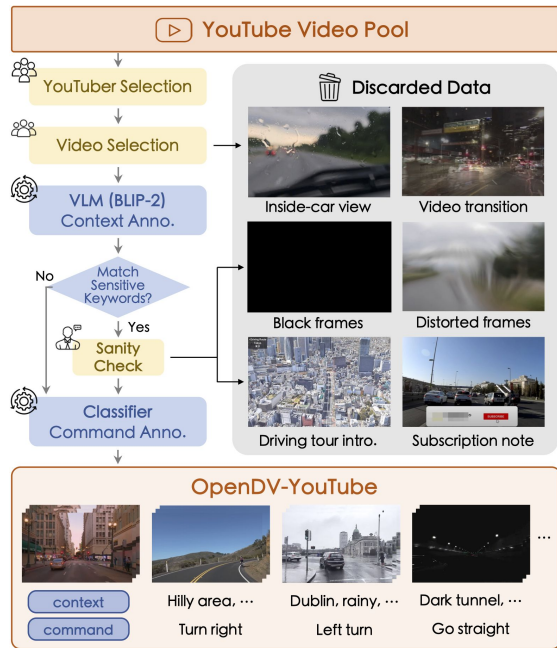 YouTube Video Pool
YouTuber Selection
Video Selection
VLM (BLIP-2)
Context Anno.
No
Match
Sensitive
Keywords?
Yes
Sanity
Check
Classifier
Command Anno.
Discarded Data
Inside-car view
Video transition
Black frames
Distorted frames
Driving tour intro.
SUBSCRIBE
Subscription note
OpenDV-YouTube
...
context
Hilly area, ...
Dublin, rainy, ...
Dark tunnel, ...
command
Turn right
Left turn
Go straight